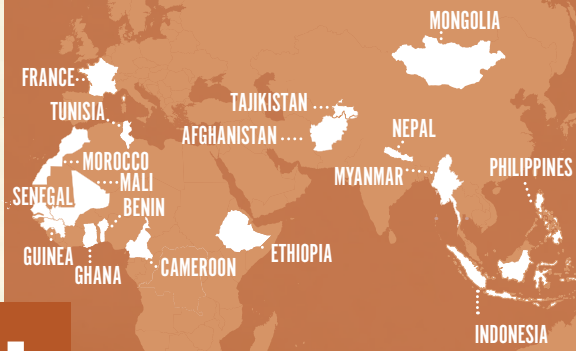 MONGOLIA
FRANCE
TUNISIA
TAJIKISTAN
AFGHANISTAN
NEPAL
MOROCCO
MALI
MYANMAR
PHILIPPINES
SENEGAL
BENIN
GUINEA
GHANA
CAMEROON
ETHIOPIA
INDONESIA